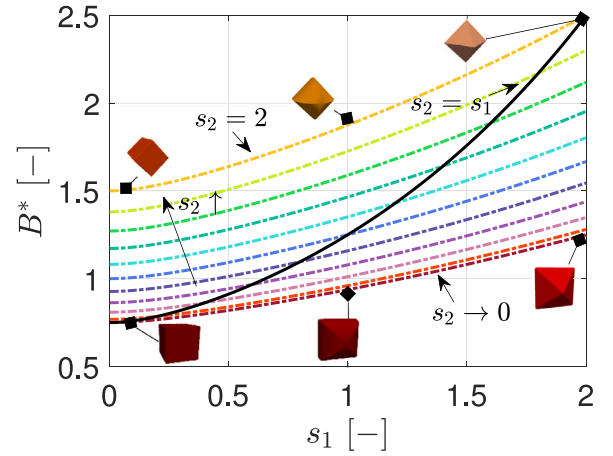 2.5
2
1.5
1
0.5
B* [−]
s₂ = 2
s₂ = s₁
s₂ ↑
s₂ → 0
0
0.5
1
1.5
2
s₁ [−]